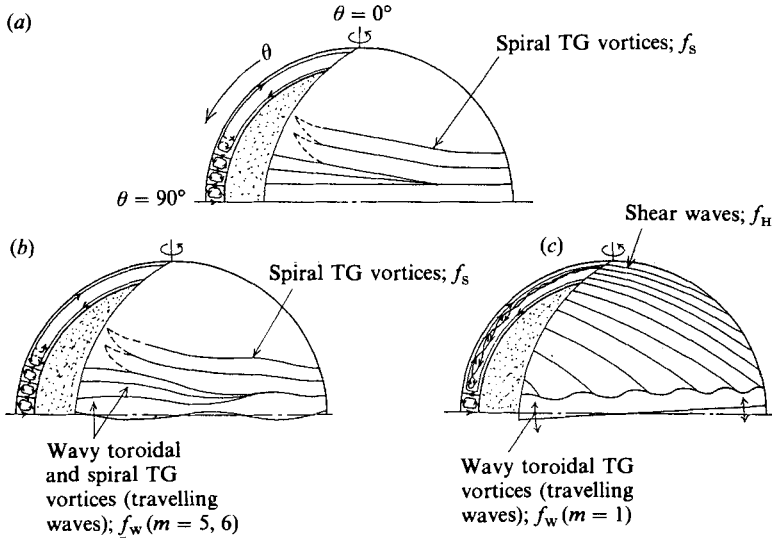 (a)
θ = 0°
Spiral TG vortices; f_s
θ
θ = 90°
(b)
Spiral TG vortices; f_s
Wavy toroidal
and spiral TG
vortices (travelling
waves); f_w (m = 5, 6)
Shear waves; f_H
(c)
Wavy toroidal TG
vortices (travelling
waves); f_w (m = 1)